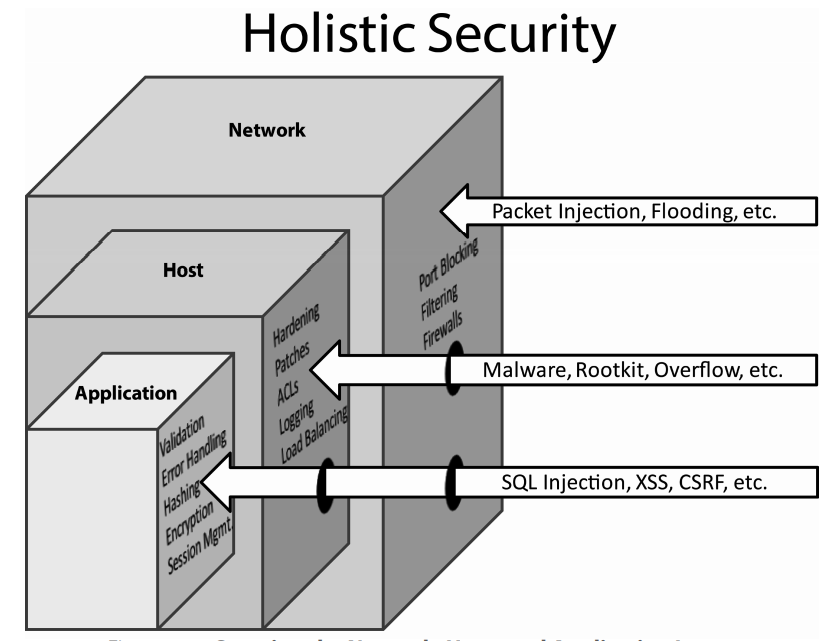 Holistic Security
Network
Packet Injection, Flooding, etc.
Port Blocking
Filtering
Firewalls
Host
Hardening
Patches
ACLs
Logging
Load Balancing
Malware, Rootkit, Overflow, etc.
Application
Validation
Error Handling
Hashing
Encryption
Session Mgmt.
SQL Injection, XSS, CSRF, etc.